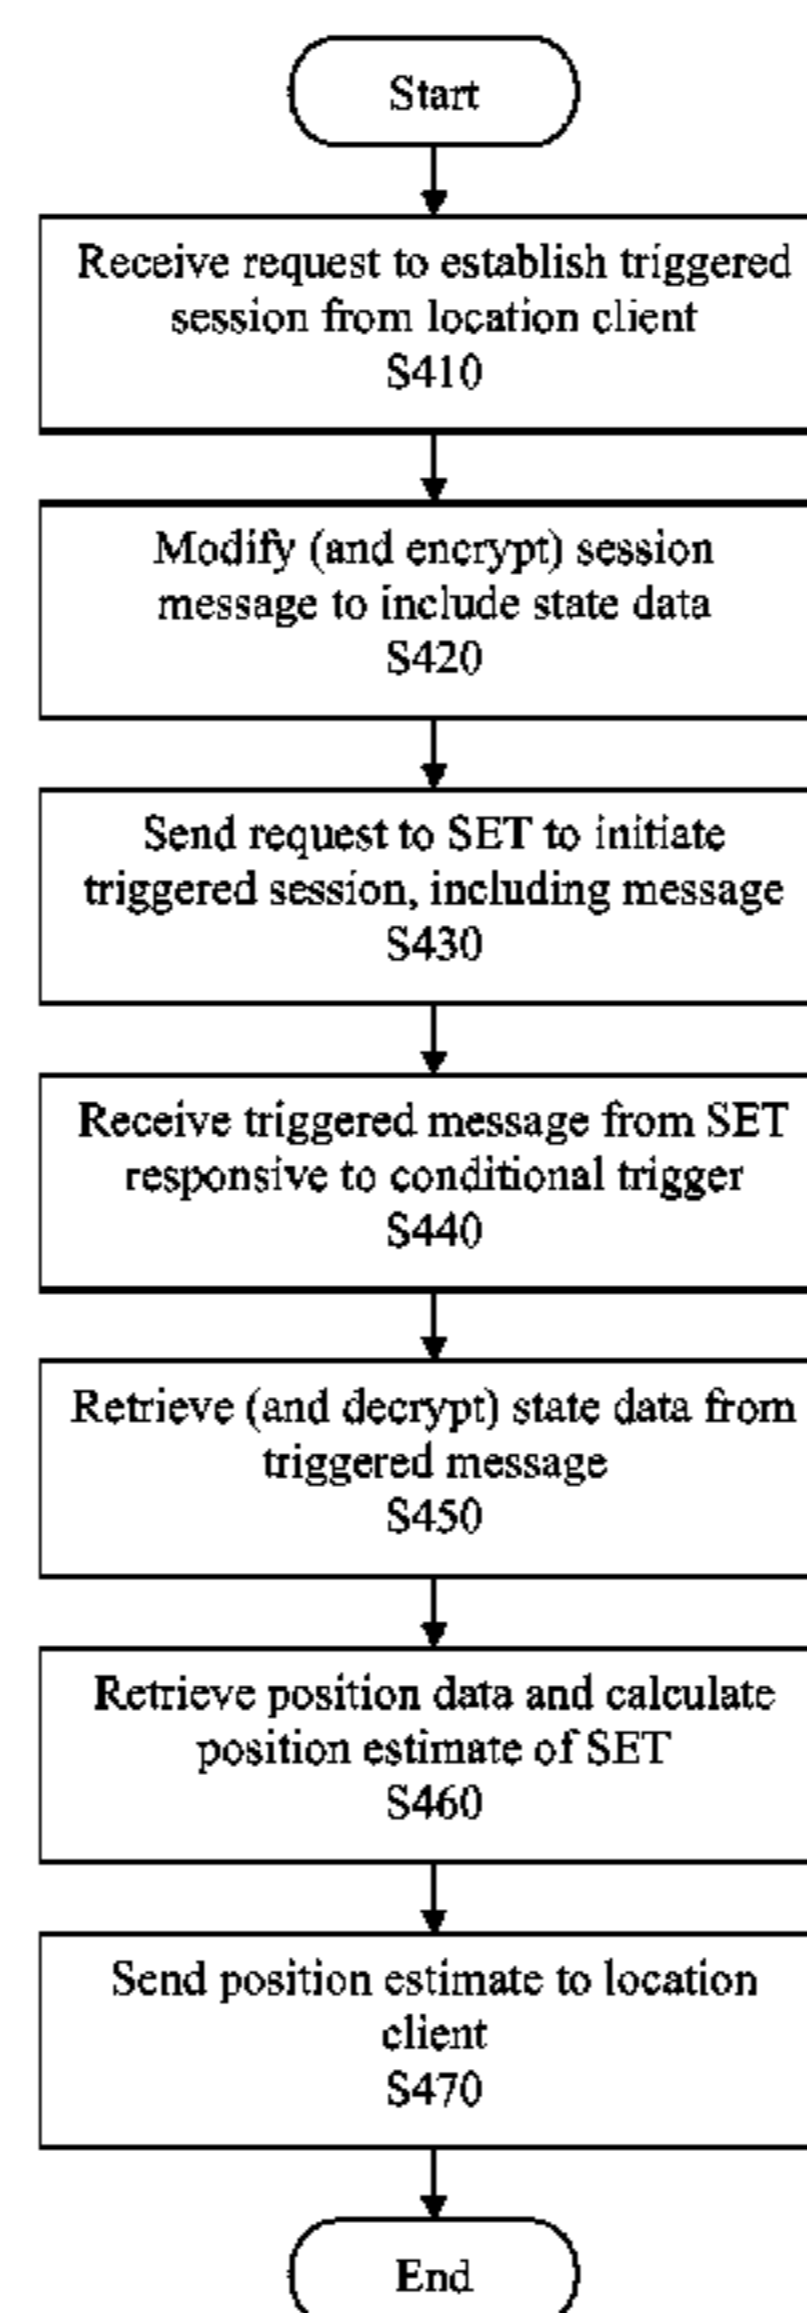 Start
Receive request to establish triggered
session from location client
S410
Modify (and encrypt) session
message to include state data
S420
Send request to SET to initiate
triggered session, including message
S430
Receive triggered message from SET
responsive to conditional trigger
S440
Retrieve (and decrypt) state data from
triggered message
S450
Retrieve position data and calculate
position estimate of SET
S460
Send position estimate to location
client
S470
End